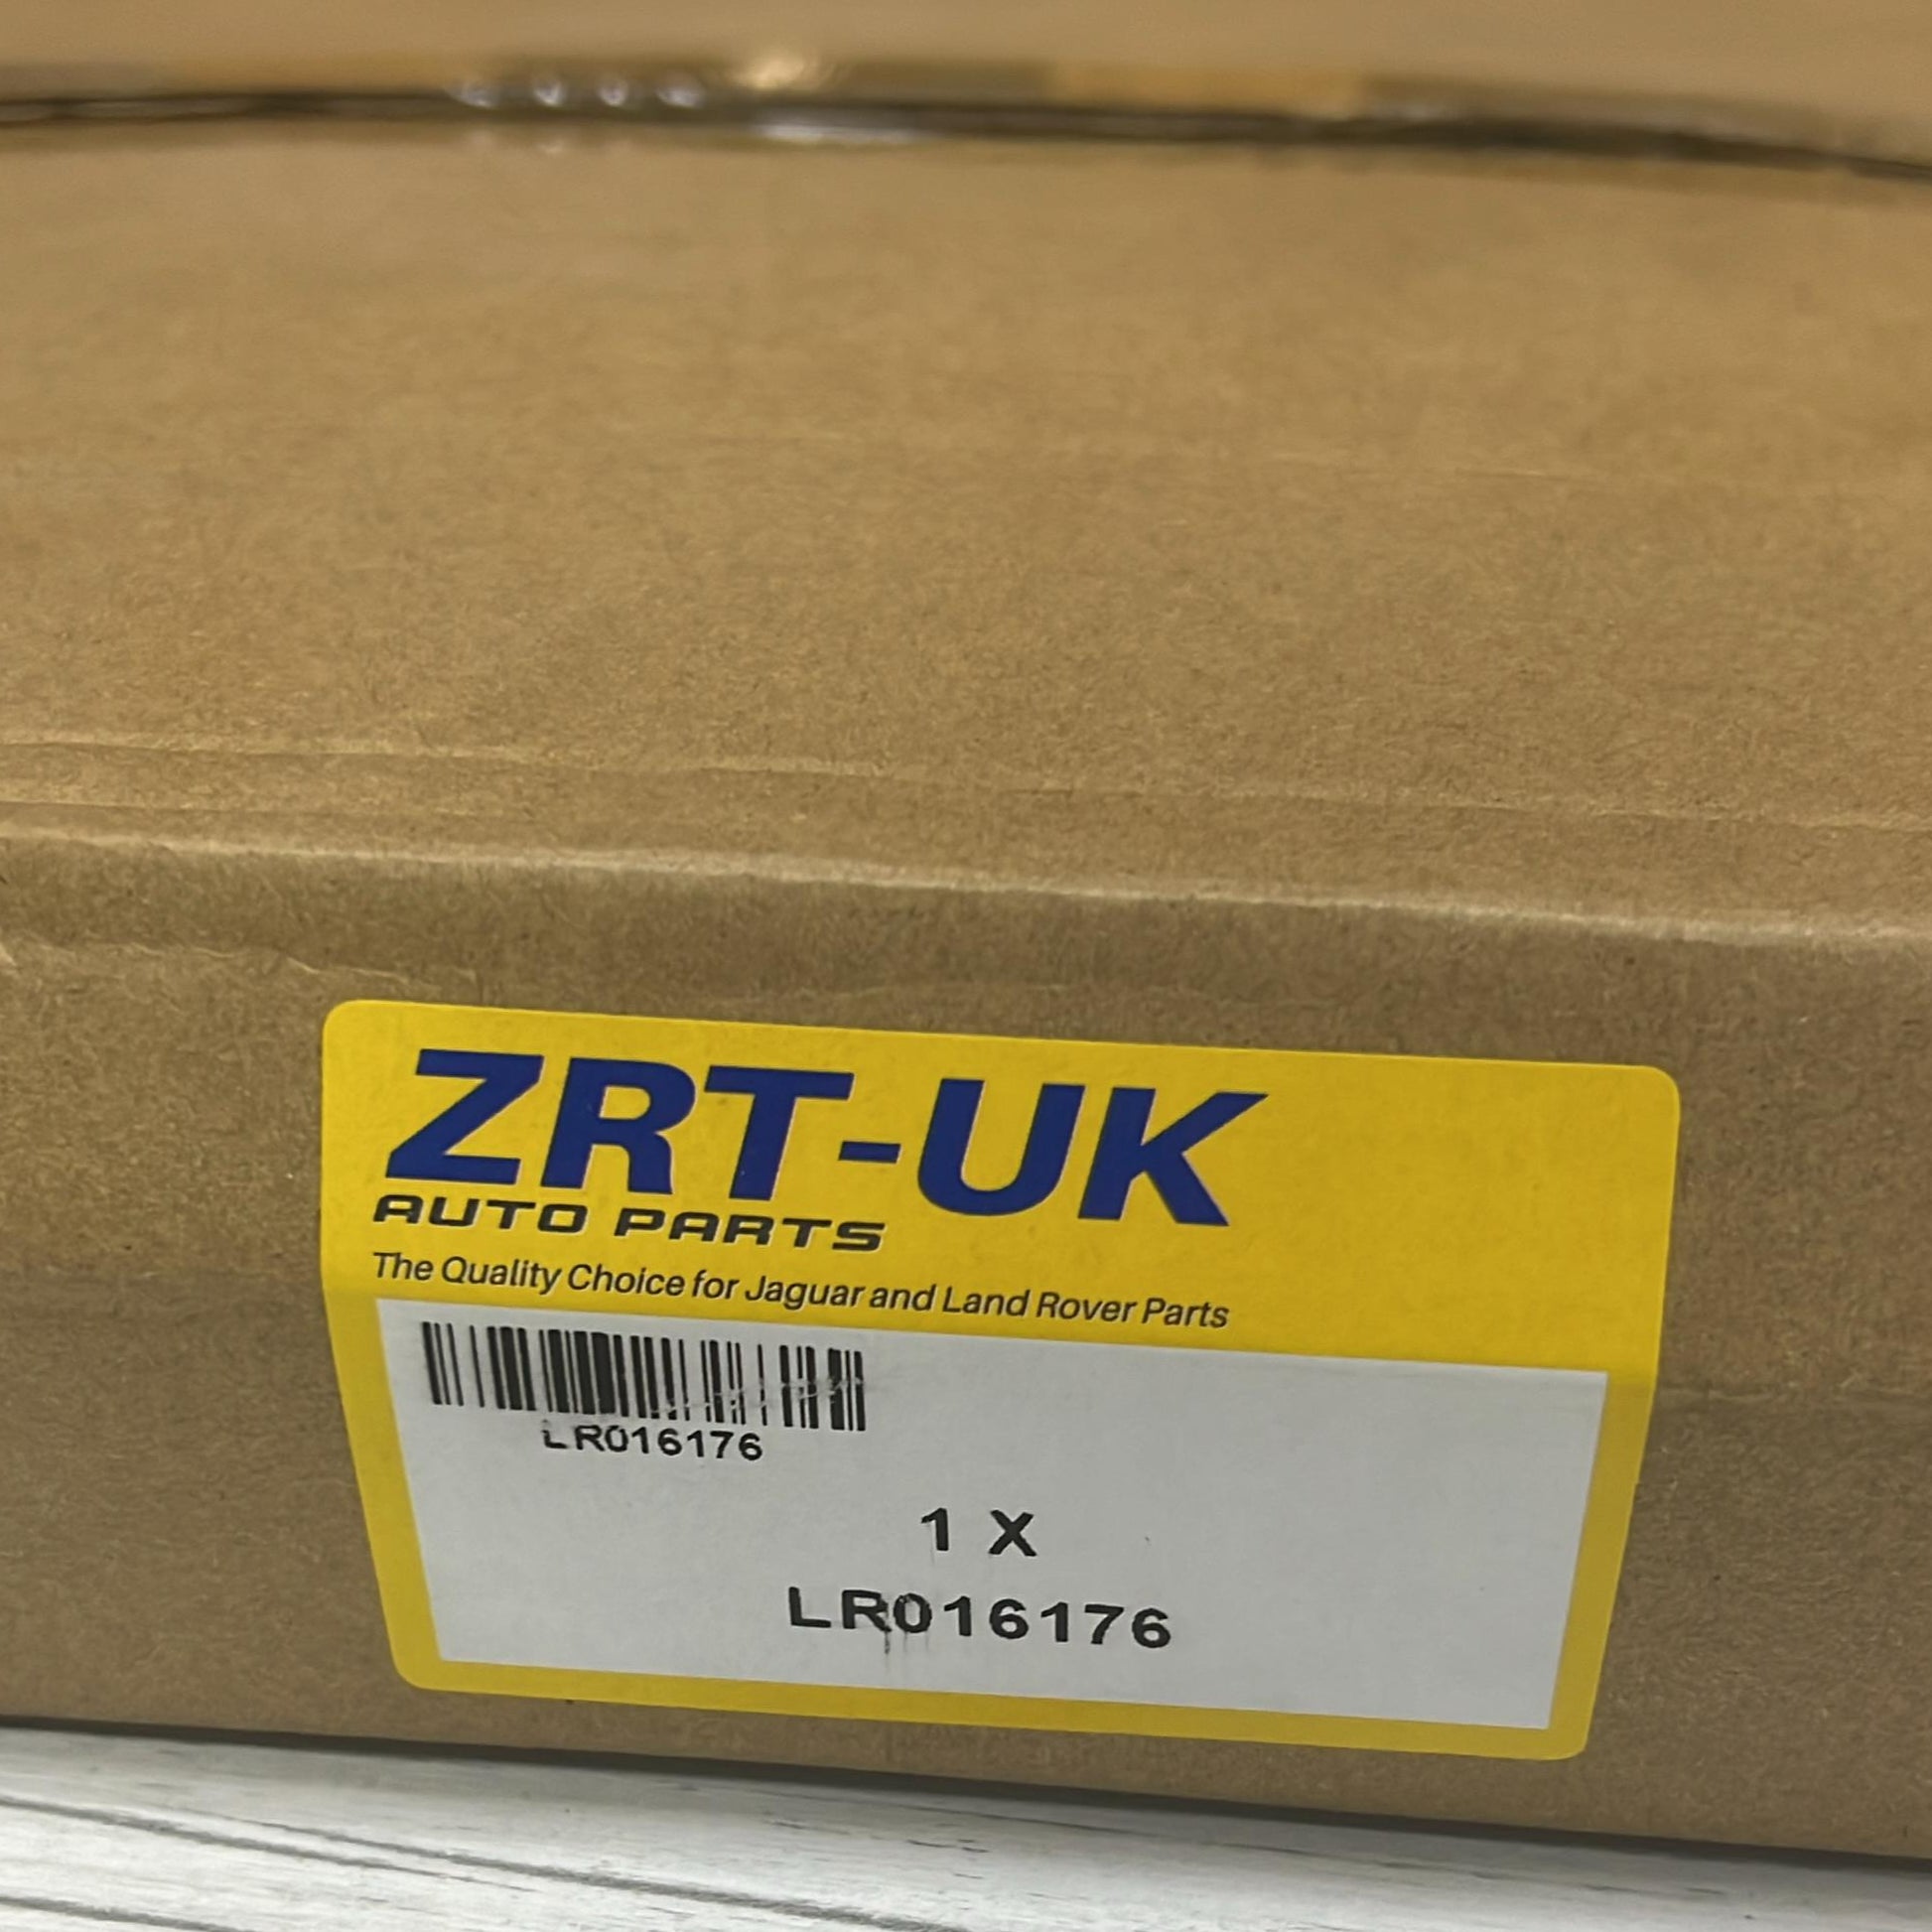 ZRT-UK
AUTO PARTS
The Quality Choice for Jaguar and Land Rover Parts
LR016176
1 X
LR016176